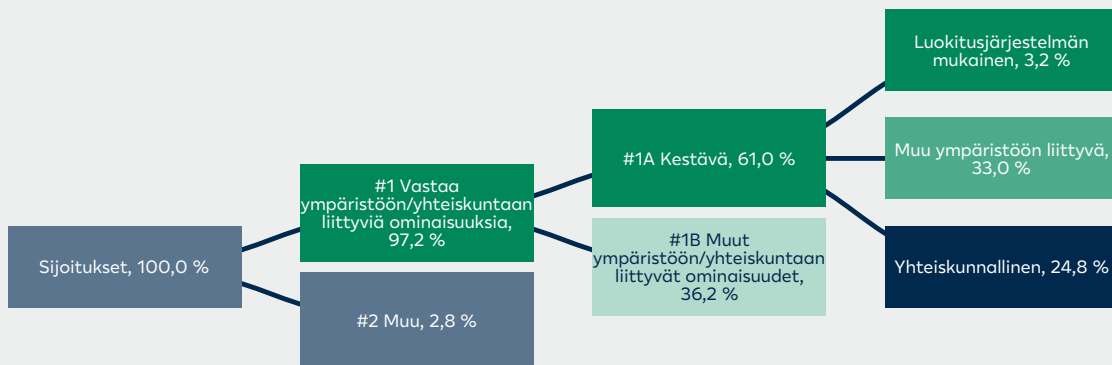 Sijoitukset, 100,0 %
#1 Vastaa
ympäristöön/yhteiskuntaan
liittyviä ominaisuuksia,
97,2 %
#2 Muu, 2,8 %
#1A Kestävä, 61,0 %
#1B Muut
ympäristöön/yhteiskuntaan
liittyvät ominaisuudet,
36,2 %
Luokitusjärjestelmän
mukainen, 3,2 %
Muu ympäristöön liittyvä,
33,0 %
Yhteiskunnallinen, 24,8 %